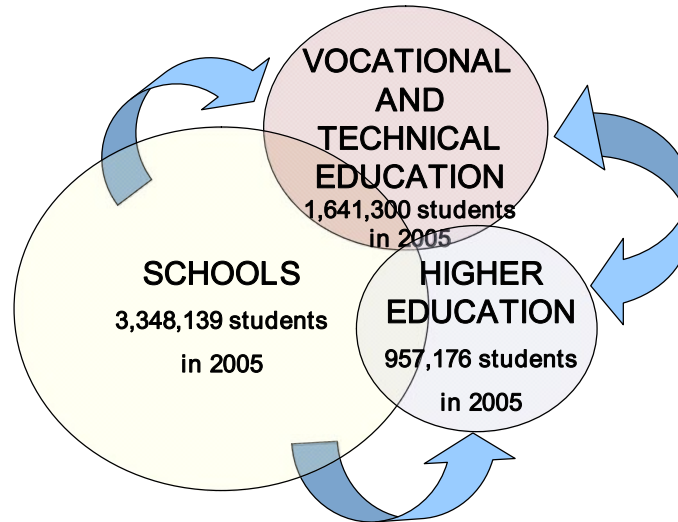 VOCATIONAL
AND
TECHNICAL
EDUCATION
1,641,300 students
in 2005
SCHOOLS
3,348,139 students
in 2005
HIGHER
EDUCATION
957,176 students
in 2005